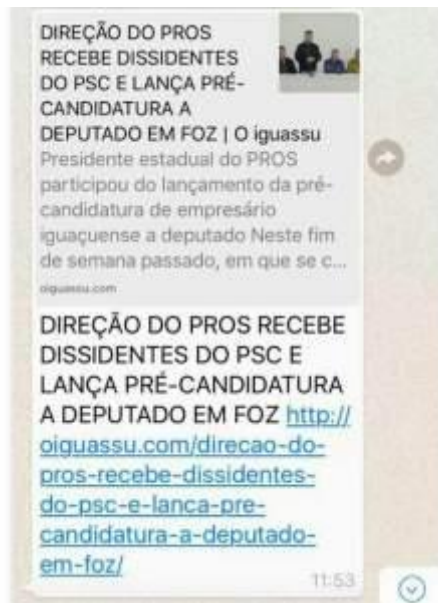 DIREÇÃO DO PROS
RECEBE DISSIDENTES
DO PSC E LANÇA PRÉ-
CANDIDATURA A
DEPUTADO EM FOZ | O iguassu
Presidente estadual do PROS
participou do lançamento da pré-
candidatura de empresário
iguaçuense a deputado Neste fim
de semana passado, em que se c...
oiguassu.com
DIREÇÃO DO PROS RECEBE
DISSIDENTES DO PSC E
LANÇA PRÉ-CANDIDATURA
A DEPUTADO EM FOZ http://
oiguassu.com/direcao-do-
pros-recebe-dissidentes-
do-psc-e-lanca-pre-
candidatura-a-deputado-
em-foz/
11:53